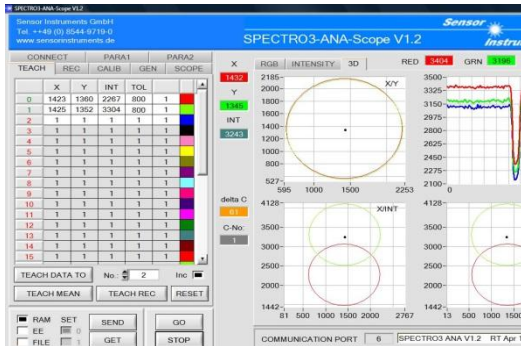 SPECTRO3-ANA-Scope V1.2
Sensor Instruments GmbH
Tel. ++49 (0) 8544-9719-0
www.sensorinstruments.de
SPECTRO3-ANA-Scope V1.2
Sensor
Instru
CONNECT PARA1 PARA2
TEACH REC CALIB GEN SCOPE
X Y INT TOL
0 1423 1360 2267 800 1
1 1425 1352 3304 800 1
2 1 1 1 1 1
3 1 1 1 1 1
4 1 1 1 1 1
5 1 1 1 1 1
6 1 1 1 1 1
7 1 1 1 1 1
8 1 1 1 1 1
9 1 1 1 1 1
10 1 1 1 1 1
11 1 1 1 1 1
12 1 1 1 1 1
13 1 1 1 1 1
14 1 1 1 1 1
15 1 1 1 1 1
TEACH DATA TO No.: 2 Inc
TEACH MEAN TEACH REC RESET
RAM SET SEND GO
EE 0
FILE 1 GET STOP
X
1432
Y
1345
INT
3243
delta C
61
C-No:
1
RGB INTENSITY 3D RED 3404 GRN 3196
2185
2000
1800
1600
1400
1200
1000
800
527
X/Y
595 1000 1500 2253
3500
3325
3150
2975
2800
2625
2450
2275
2100
0
4128
3500
3000
2500
2000
1442
X/INT
81 500 1000 1500 2000 2767
4128
3500
3000
2500
2000
1442
13 500 1000 150
COMMUNICATION PORT 6 SPECTRO3 ANA V1.2 RT Apr